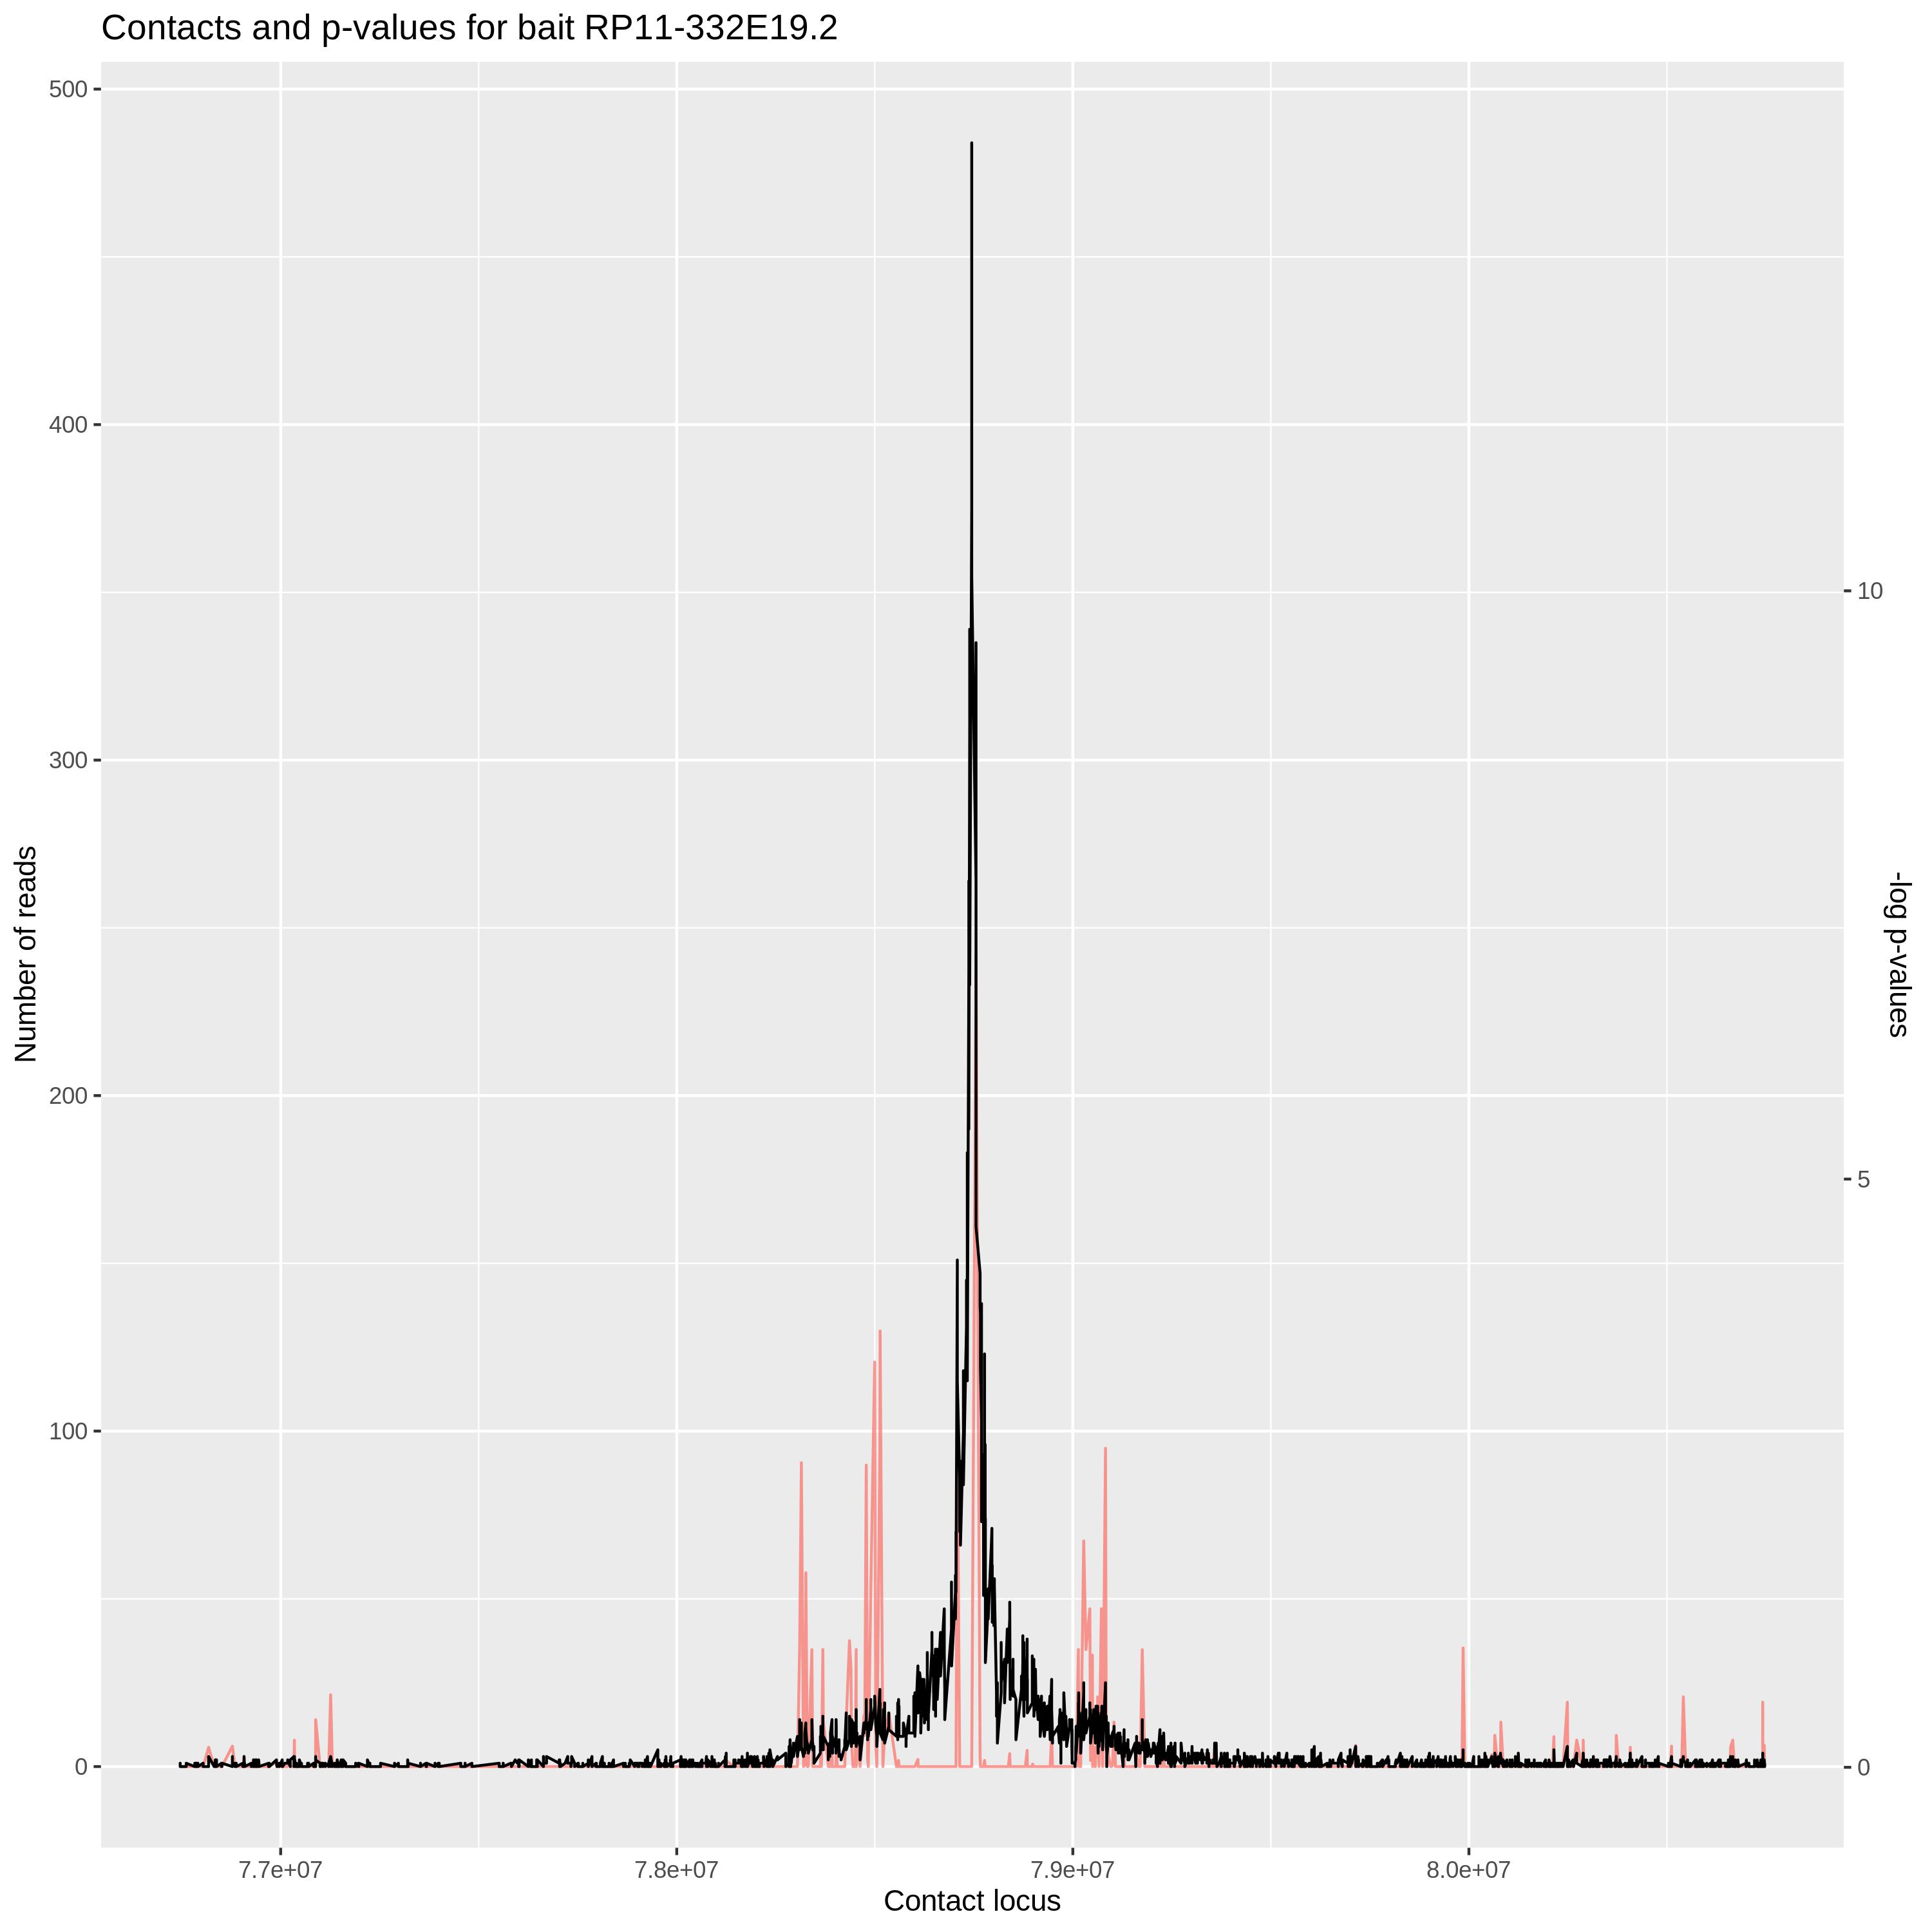 Contacts and p-values for bait RP11-332E19.2
500
400
300
200
100
0
Number of reads
10
5
0
-log p-values
7.7e+07 7.8e+07 7.9e+07 8.0e+07
Contact locus